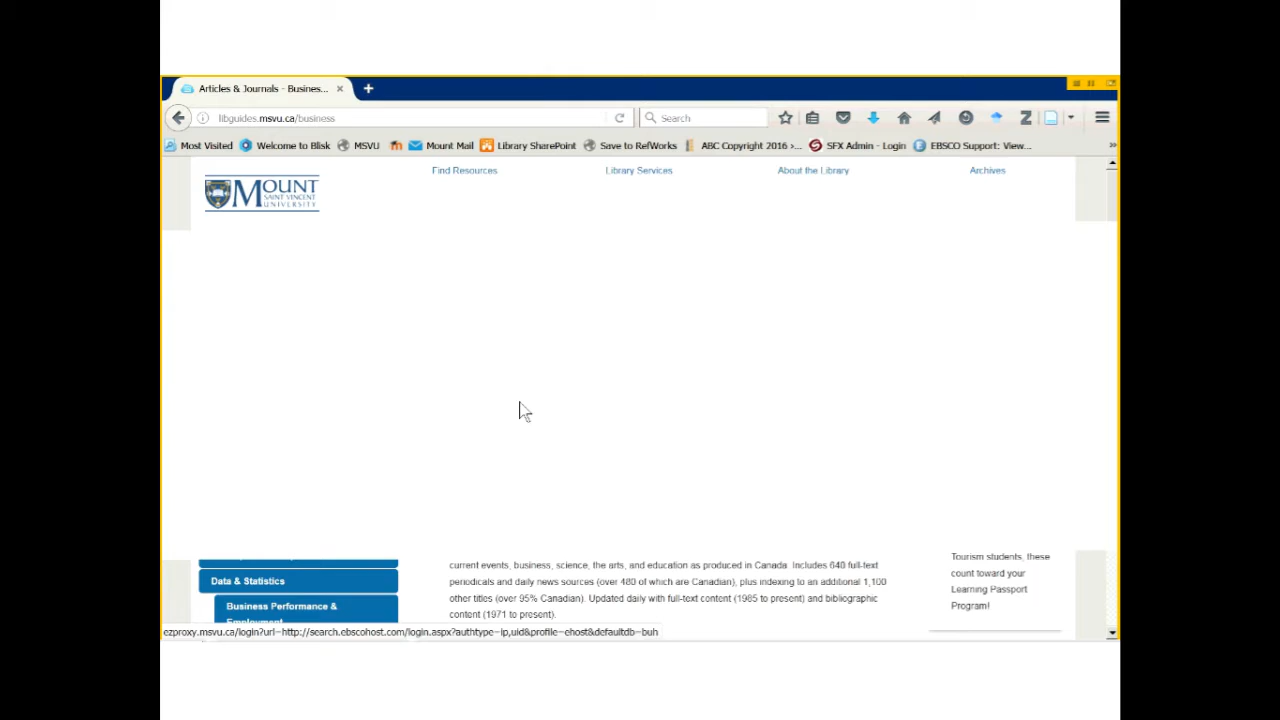 Articles & Journals - Busines...
libguides.msvu.ca/business
Search
Most Visited Welcome to Blisk MSVU Mount Mail Library SharePoint Save to RefWorks ABC Copyright 2016 ›... SFX Admin - Login EBSCO Support: View...
Find Resources Library Services About the Library Archives
MOUNT
SAINT VINCENT
UNIVERSITY
current events, business, science, the arts, and education as produced in Canada. Includes 640 full-text
periodicals and daily news sources (over 480 of which are Canadian), plus indexing to an additional 1,100
other titles (over 95% Canadian). Updated daily with full-text content (1985 to present) and bibliographic
content (1971 to present).
Data & Statistics
Business Performance &
Employment
Tourism students, these
count toward your
Learning Passport
Program!
ezproxy.msvu.ca/login?url=http://search.ebscohost.com/login.aspx?authtype=ip,uid&profile=ehost&defaultdb=buh